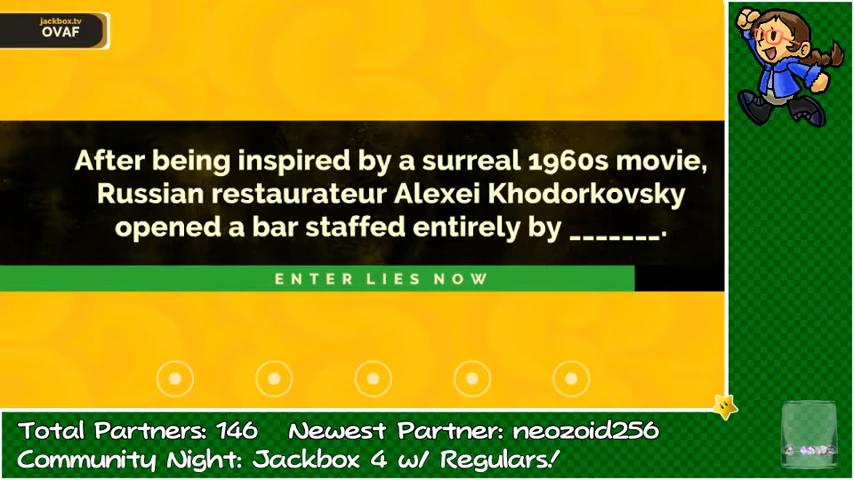 jackbox.tv
OVAF
After being inspired by a surreal 1960s movie,
Russian restaurateur Alexei Khodorkovsky
opened a bar staffed entirely by _______.
ENTER LIES NOW
Total Partners: 146 Newest Partner: neozoid256
Community Night: Jackbox 4 w/ Regulars!